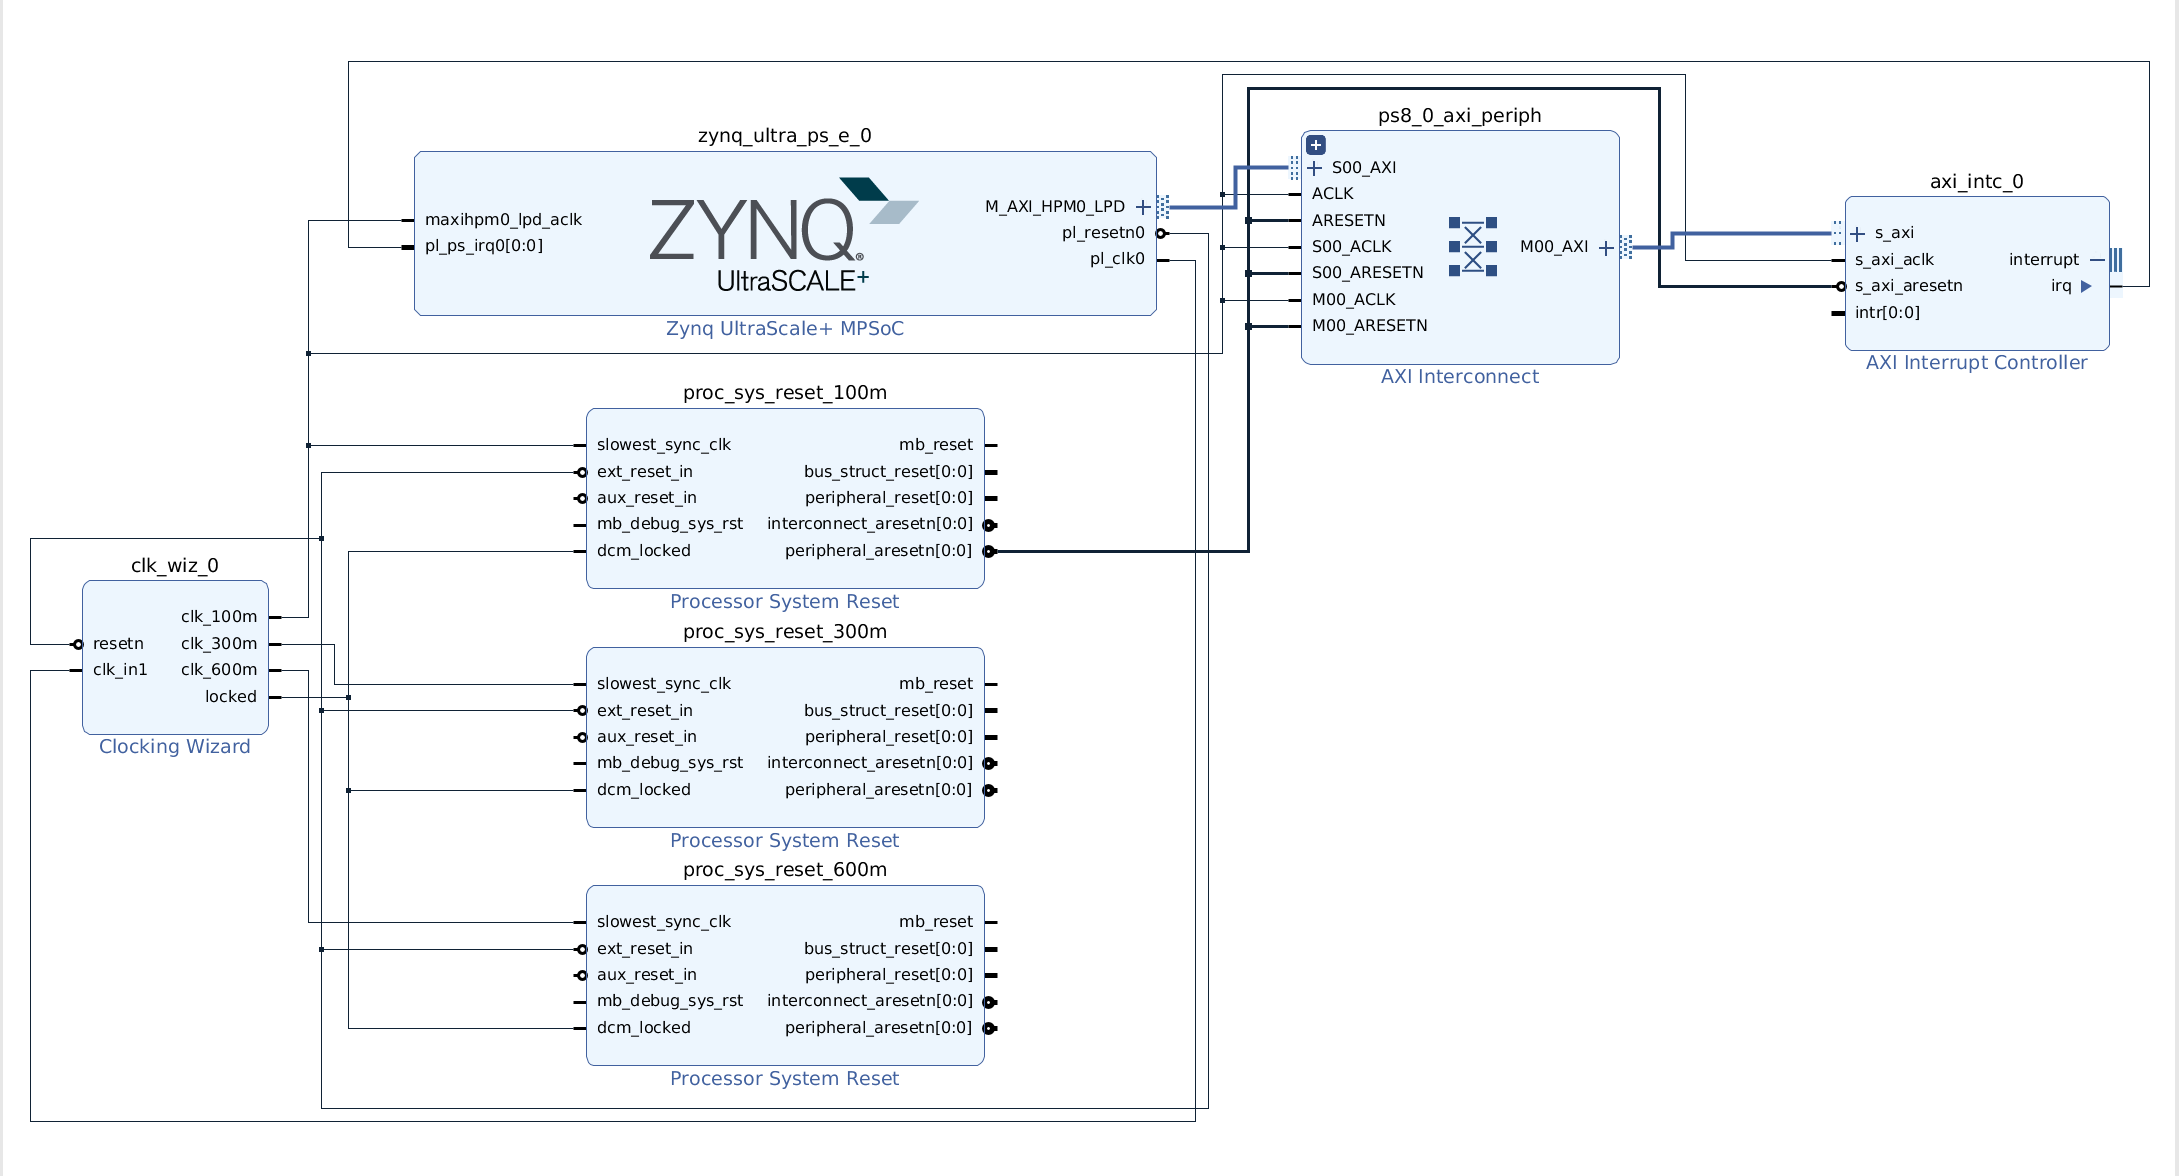 zynq_ultra_ps_e_0
maxihpm0_lpd_aclk
pl_ps_irq0[0:0]
ZYNQ®
UltraSCALE+
M_AXI_HPM0_LPD
pl_resetn0
pl_clk0
Zynq UltraScale+ MPSoC
ps8_0_axi_periph
S00_AXI
ACLK
ARESETN
S00_ACLK
S00_ARESETN
M00_ACLK
M00_ARESETN
M00_AXI
AXI Interconnect
axi_intc_0
s_axi
s_axi_aclk
s_axi_aresetn
intr[0:0]
interrupt
irq
AXI Interrupt Controller
proc_sys_reset_100m
slowest_sync_clk
ext_reset_in
aux_reset_in
mb_debug_sys_rst
dcm_locked
mb_reset
bus_struct_reset[0:0]
peripheral_reset[0:0]
interconnect_aresetn[0:0]
peripheral_aresetn[0:0]
Processor System Reset
clk_wiz_0
resetn
clk_in1
clk_100m
clk_300m
clk_600m
locked
Clocking Wizard
proc_sys_reset_300m
slowest_sync_clk
ext_reset_in
aux_reset_in
mb_debug_sys_rst
dcm_locked
mb_reset
bus_struct_reset[0:0]
peripheral_reset[0:0]
interconnect_aresetn[0:0]
peripheral_aresetn[0:0]
Processor System Reset
proc_sys_reset_600m
slowest_sync_clk
ext_reset_in
aux_reset_in
mb_debug_sys_rst
dcm_locked
mb_reset
bus_struct_reset[0:0]
peripheral_reset[0:0]
interconnect_aresetn[0:0]
peripheral_aresetn[0:0]
Processor System Reset